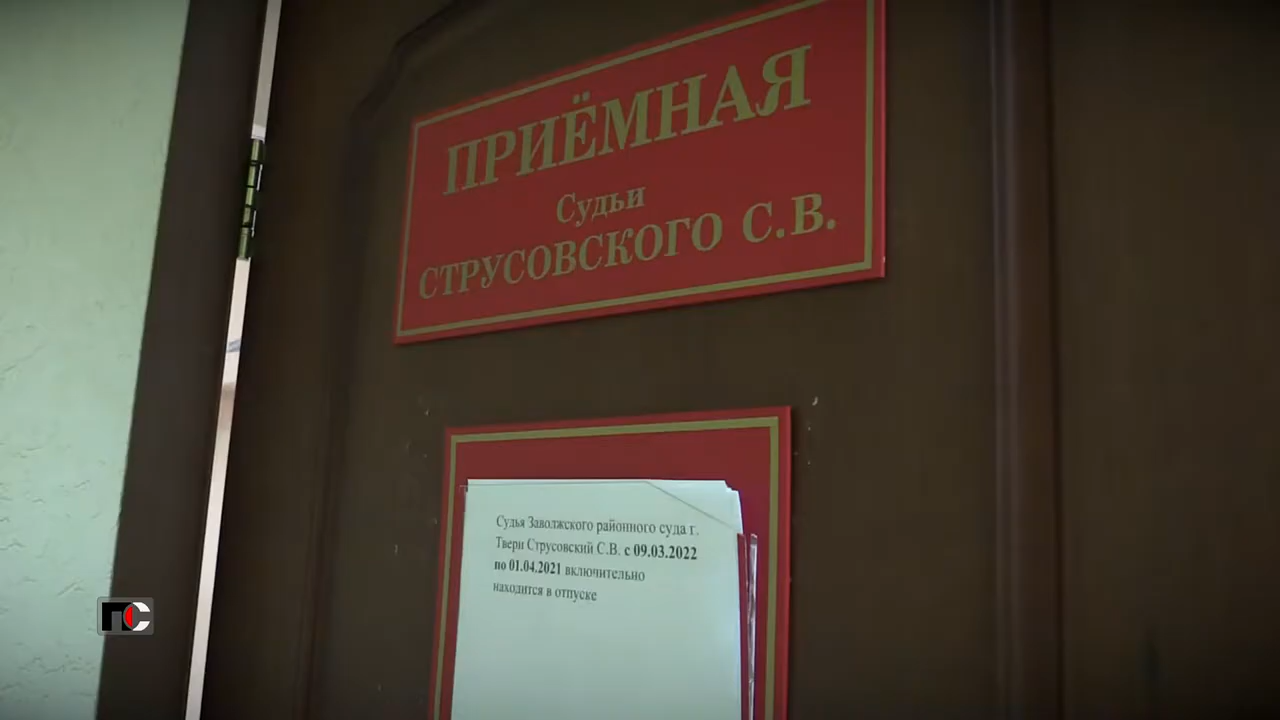 ПРИЁМНАЯ
Судьи
СТРУСОВСКОГО С.В.
Судья Заволжского районного суда г.
Твери Струсовский С.В. с 09.03.2022
по 01.04.2021 включительно
находится в отпуске
ПС